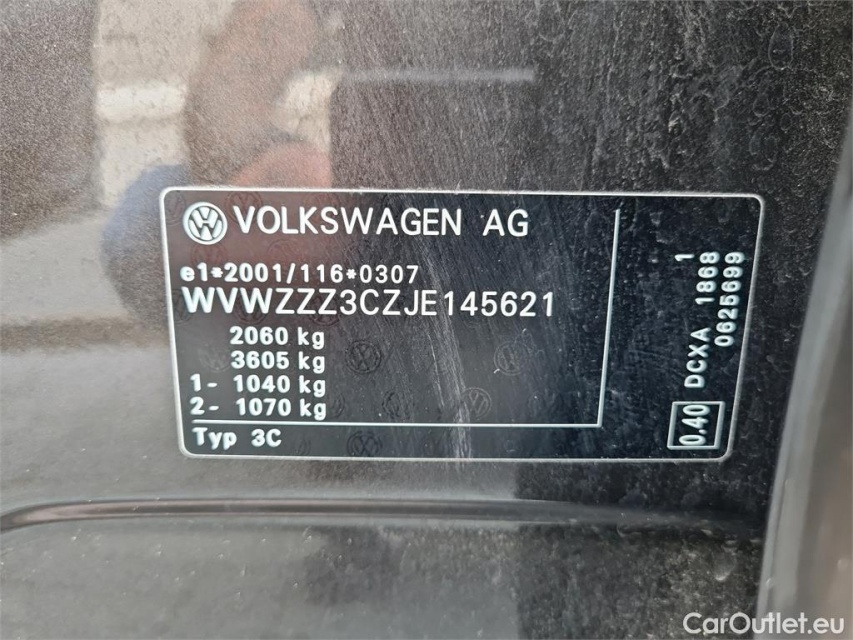 VOLKSWAGEN AG
e1*2001/116*0307
WVWZZZ3CZJE145621
2060 kg
3605 kg
1- 1040 kg
2- 1070 kg
Typ 3C
0.40 DCXA 1868 1
0625699
CarOutlet.eu